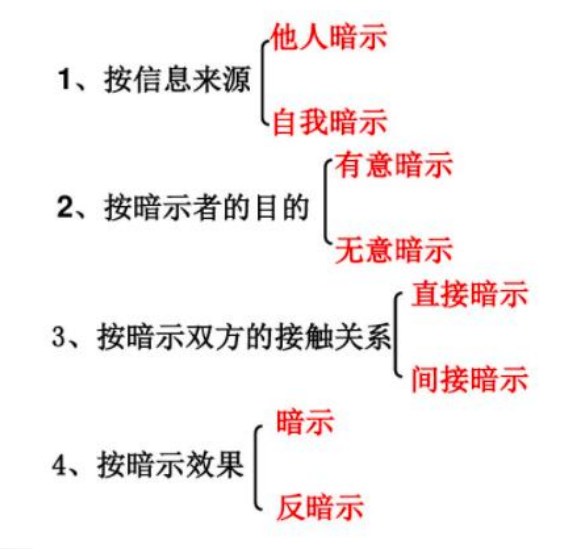 他人暗示
1、按信息来源
自我暗示
有意暗示
2、按暗示者的目的
无意暗示
直接暗示
3、按暗示双方的接触关系
间接暗示
暗示
4、按暗示效果
反暗示